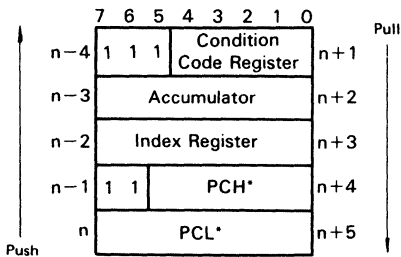 7 6 5 4 3 2 1 0
Pull
n−4 1 1 1 Condition Code Register n+1
n−3 Accumulator n+2
n−2 Index Register n+3
n−1 1 1 PCH* n+4
n PCL* n+5
Push